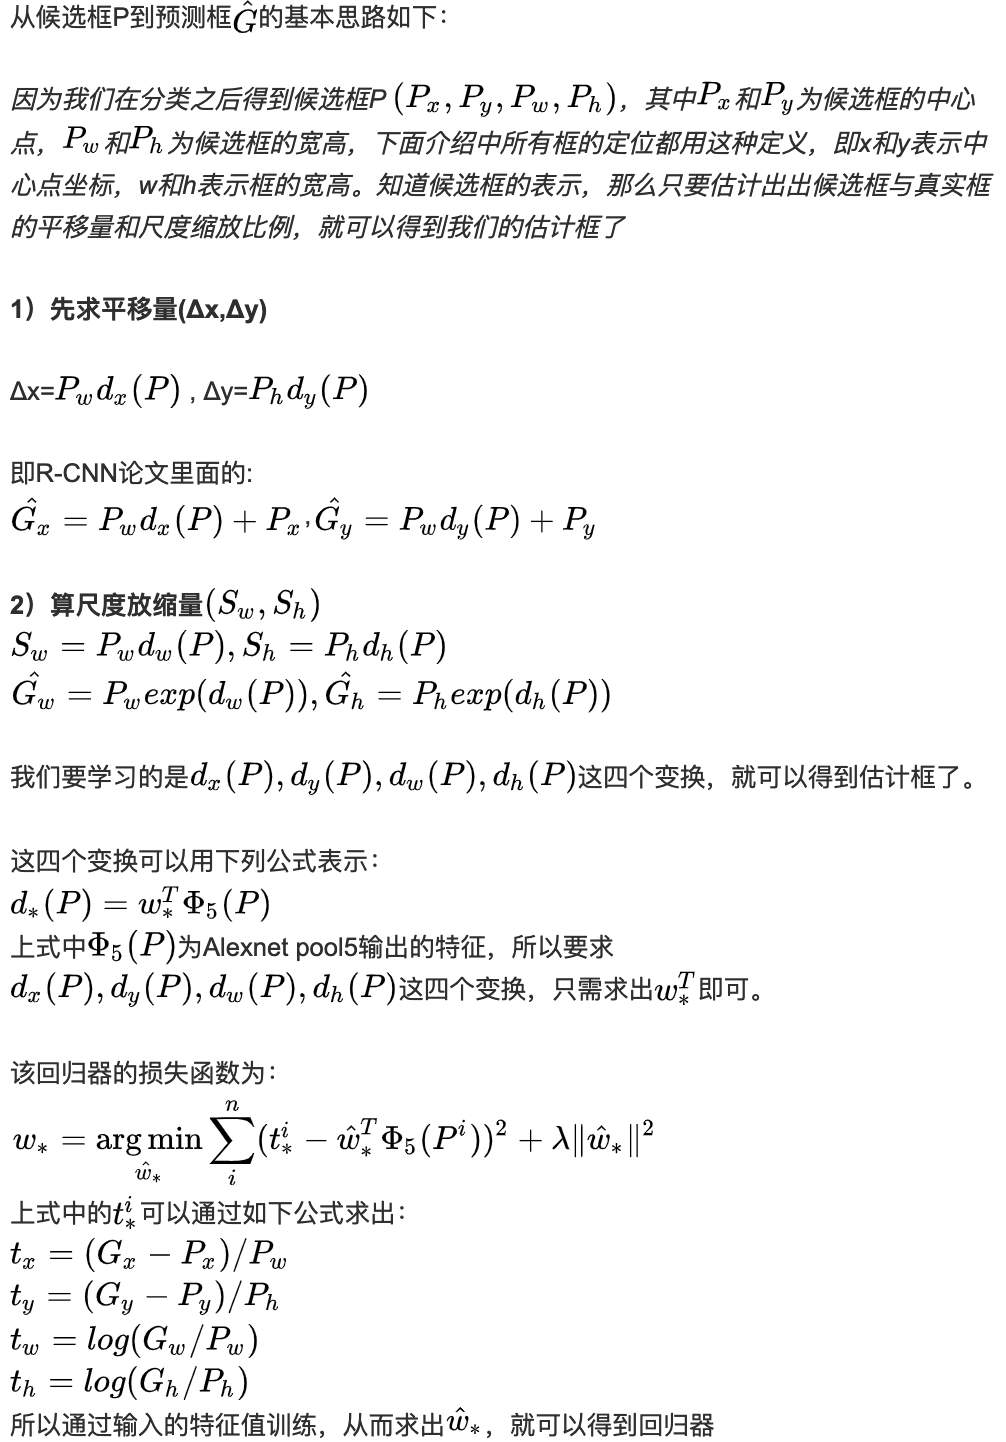 从候选框P到预测框$\hat{G}$的基本思路如下：
因为我们在分类之后得到候选框P $(P_x, P_y, P_w, P_h)$，其中$P_x$和$P_y$为候选框的中心
点，$P_w$和$P_h$为候选框的宽高，下面介绍中所有框的定位都用这种定义，即x和y表示中
心点坐标，w和h表示框的宽高。知道候选框的表示，那么只要估计出出候选框与真实框
的平移量和尺度缩放比例，就可以得到我们的估计框了
1）先求平移量(Δx,Δy)
Δx=$P_w d_x(P)$ , Δy=$P_h d_y(P)$
即R-CNN论文里面的:
$\hat{G_x} = P_w d_x(P) + P_x$,$\hat{G_y} = P_w d_y(P) + P_y$
2）算尺度放缩量$(S_w, S_h)$
$S_w = P_w d_w(P), S_h = P_h d_h(P)$
$\hat{G_w} = P_w exp(d_w(P)), \hat{G_h} = P_h exp(d_h(P))$
我们要学习的是$d_x(P), d_y(P), d_w(P), d_h(P)$这四个变换，就可以得到估计框了。
这四个变换可以用下列公式表示：
$d_*(P) = w_*^T \Phi_5(P)$
上式中$\Phi_5(P)$为Alexnet pool5输出的特征，所以要求
$d_x(P), d_y(P), d_w(P), d_h(P)$这四个变换，只需求出$w_*^T$即可。
该回归器的损失函数为：
$w_* = \underset{\hat{w}_*}{\arg\min} \sum_i^n (t_*^i - \hat{w}_*^T \Phi_5(P^i))^2 + \lambda \|\hat{w}_*\|^2$
上式中的$t_*^i$可以通过如下公式求出：
$t_x = (G_x - P_x)/P_w$
$t_y = (G_y - P_y)/P_h$
$t_w = log(G_w/P_w)$
$t_h = log(G_h/P_h)$
所以通过输入的特征值训练，从而求出$\hat{w}_*$，就可以得到回归器